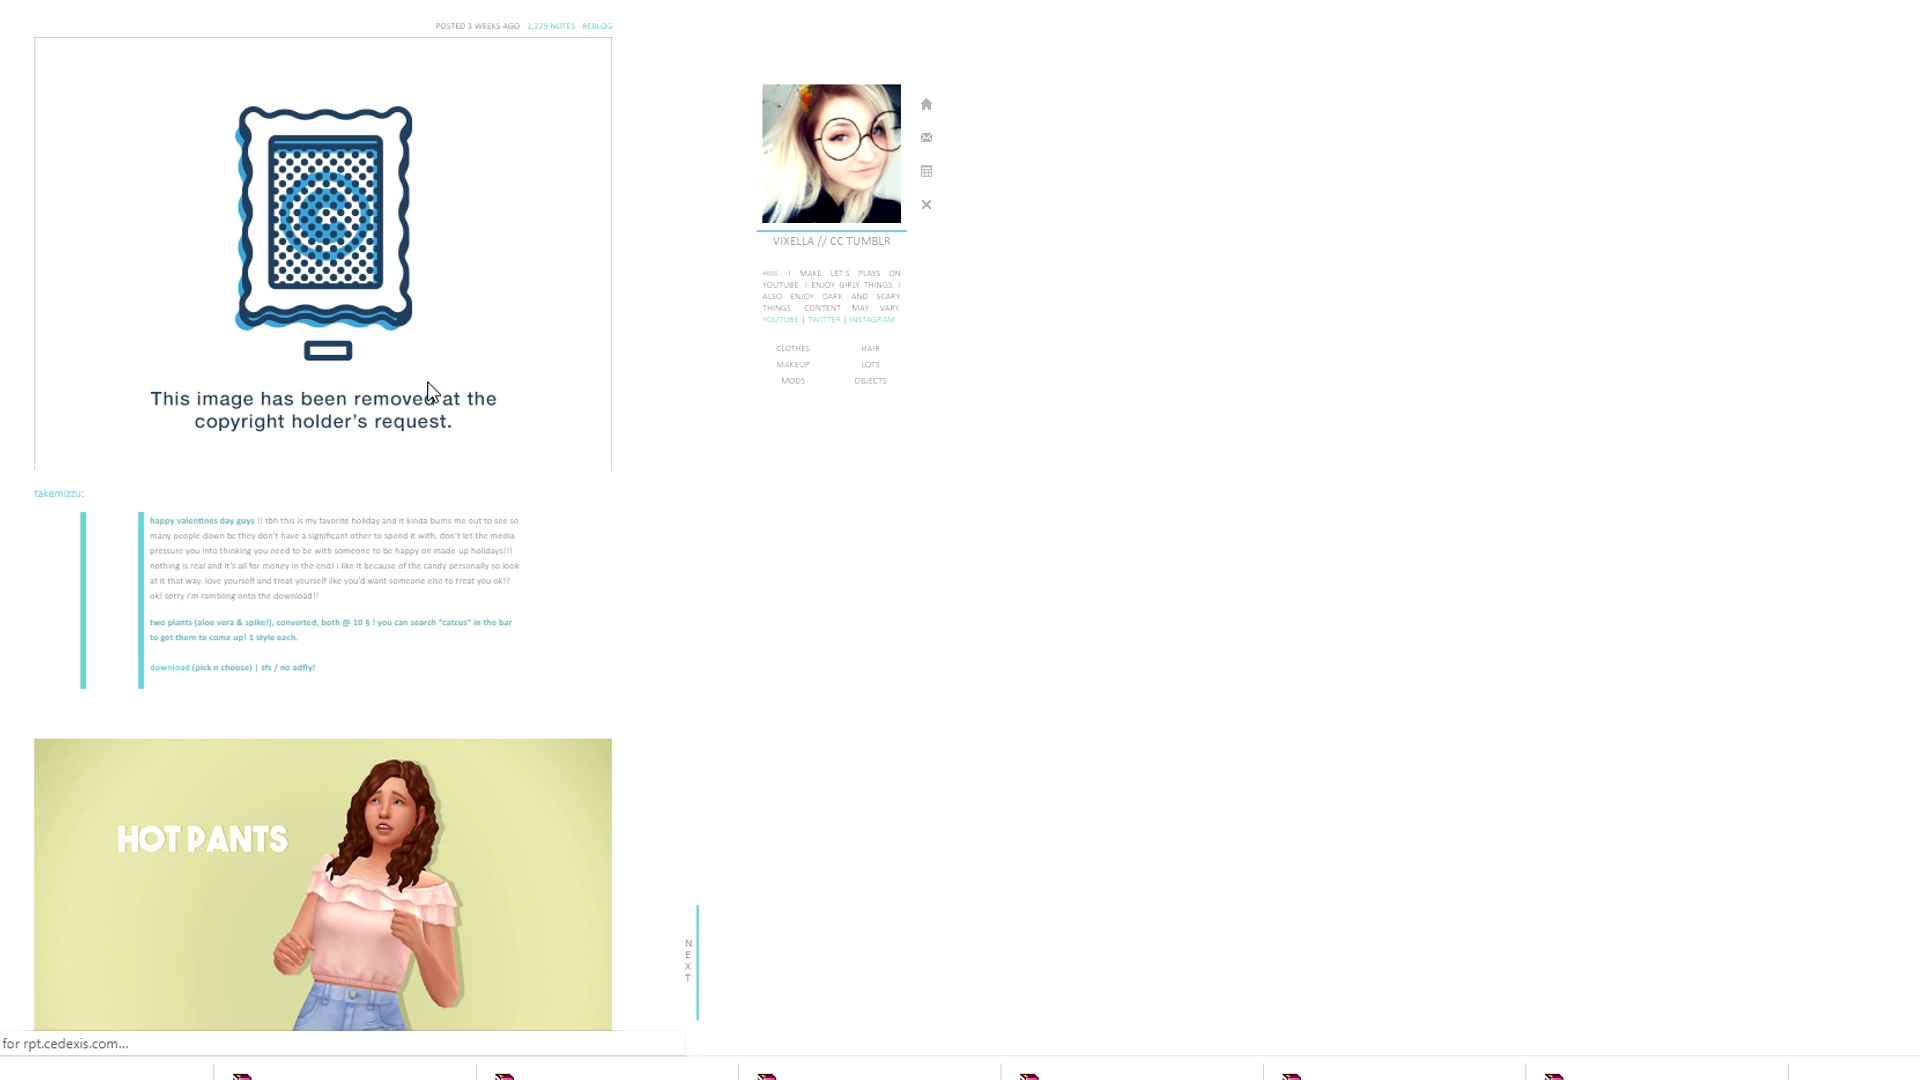 POSTED 3 WEEKS AGO 1,229 NOTES REBLOG
This image has been removed at the
copyright holder's request.
VIXELLA // CC TUMBLR
HIIII. I MAKE LET'S PLAYS ON
YOUTUBE. I ENJOY GIRLY THINGS. I
ALSO ENJOY DARK AND SCARY
THINGS. CONTENT MAY VARY.
YOUTUBE | TWITTER | INSTAGRAM
CLOTHES HAIR
MAKEUP LOTS
MODS OBJECTS
takemizzu:
happy valentines day guys !! tbh this is my favorite holiday and it kinda bums me out to see so
many people down bc they don't have a significant other to spend it with. don't let the media
pressure you into thinking you need to be with someone to be happy on made up holidays!!!
nothing is real and it's all for money in the end! i like it because of the candy personally so look
at it that way. love yourself and treat yourself like you'd want someone else to treat you ok!?
ok! sorry i'm rambling onto the download!!
two plants (aloe vera & spike!), converted, both @ 10 § ! you can search "catcus" in the bar
to get them to come up! 1 style each.
download (pick n choose) | sfs / no adfly!
HOT PANTS
NEXT
for rpt.cedexis.com...